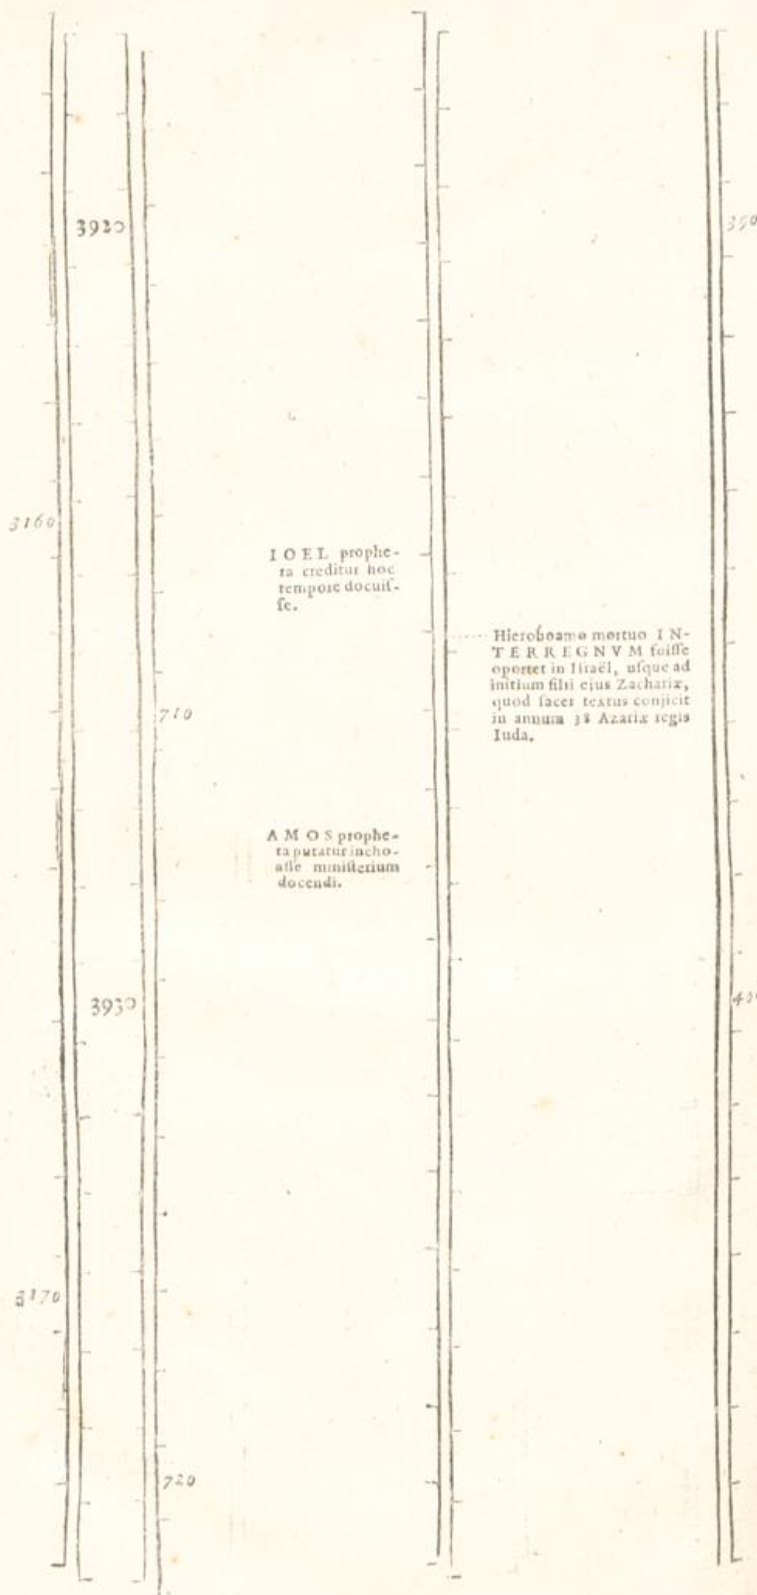 3920
3160
IOEL prophe-
ta creditur hoc
tempore docuiſ-
ſe.
Hieroboamo mortuo IN-
TERREGNVM fuiſſe
oportet in Iſraël, uſque ad
initium filii ejus Zachariæ,
quod ſacer textus conjicit
in annum 38 Azariæ regis
Iuda.
710
AMOS prophe-
ta putatur incho-
aſſe miniſterium
docendi.
3930
3170
720